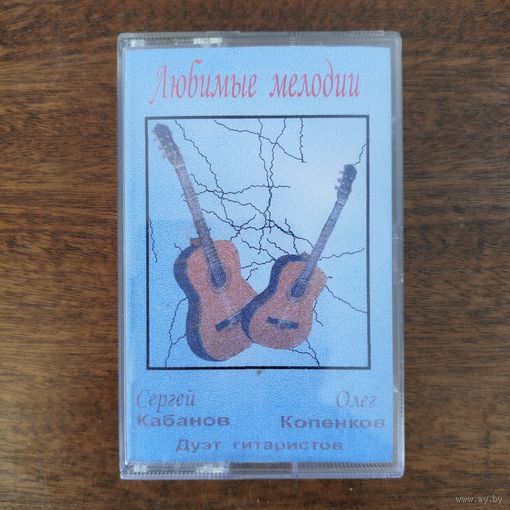 Любимые мелодии
Сергей Олег
Кабанов Копенков
Дуэт гитаристов
www.ay.by